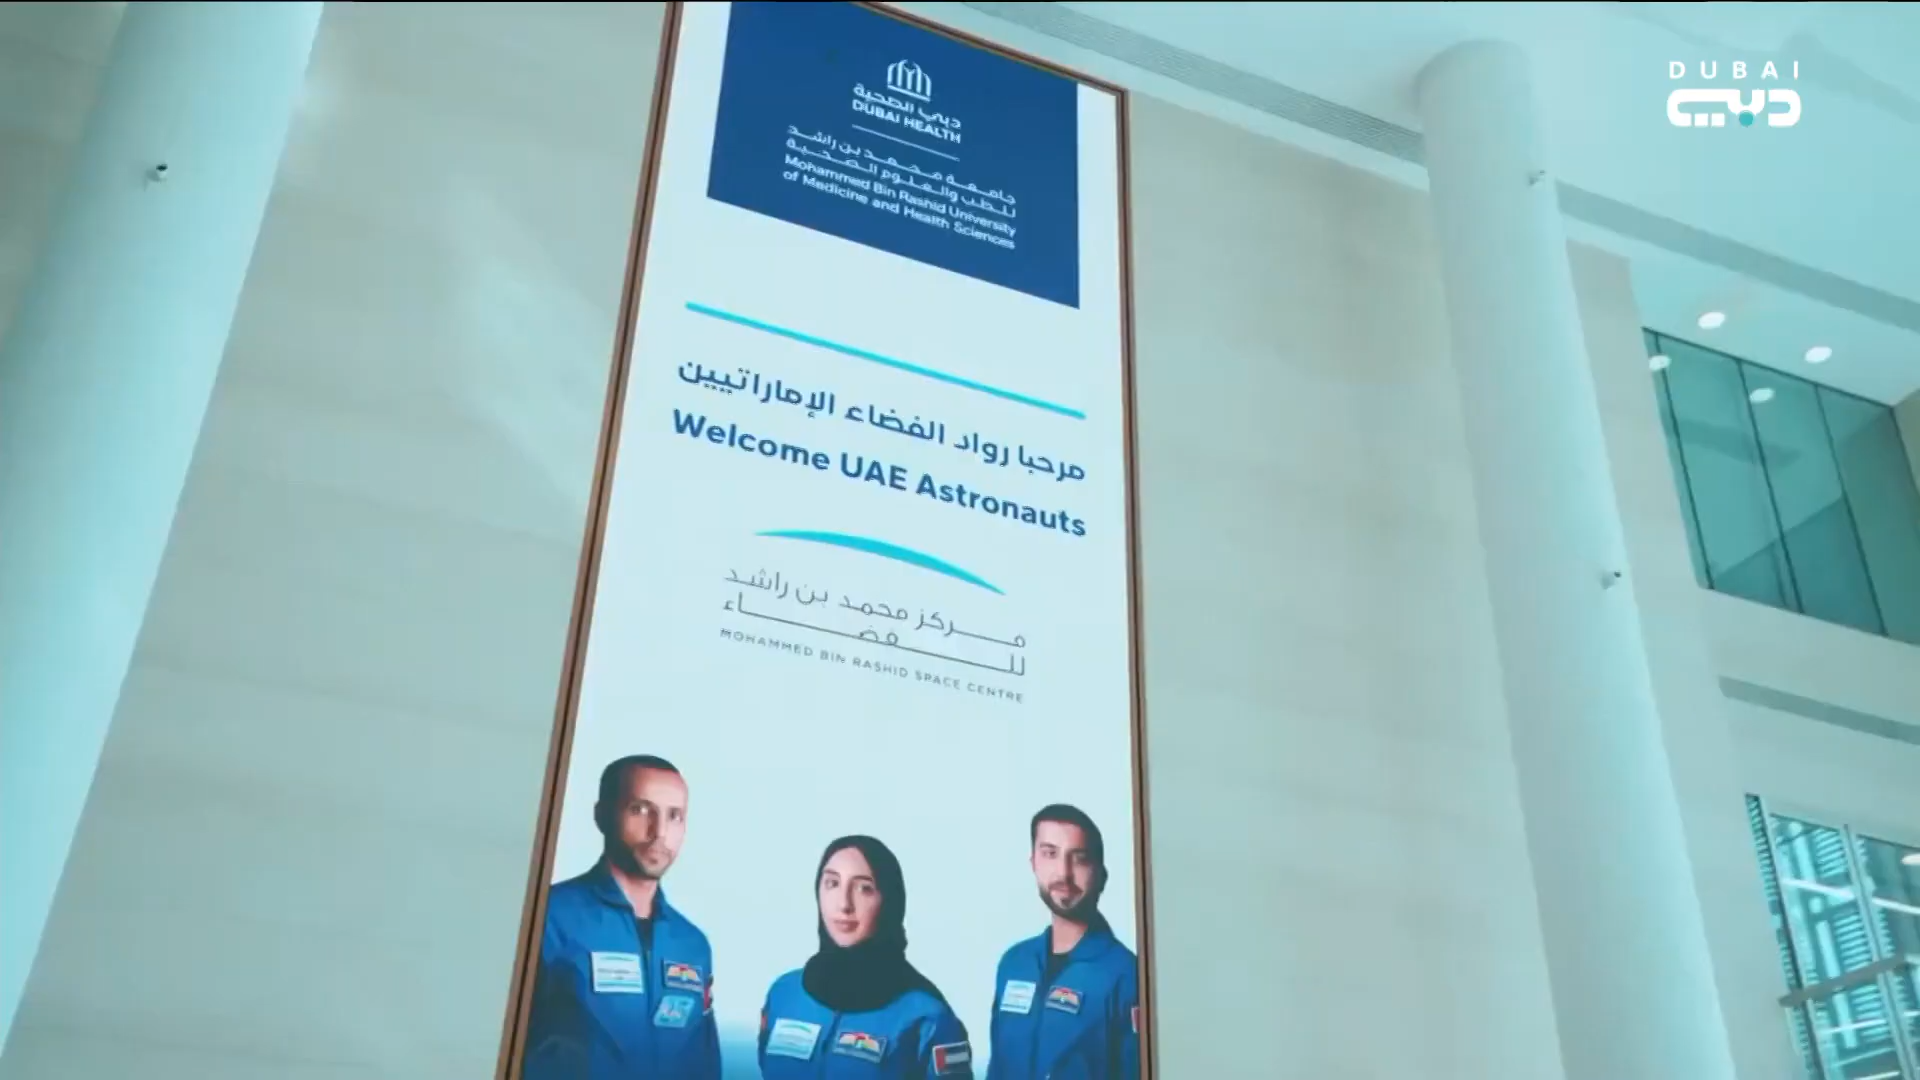 DUBAI
دبي
دبي الصحية
DUBAI HEALTH
جامعة محمد بن راشد
للطب والعلوم الصحية
Mohammed Bin Rashid University
of Medicine and Health Sciences
مرحبا رواد الفضاء الإماراتيين
Welcome UAE Astronauts
مركز محمد بن راشد
للفضاء
MOHAMMED BIN RASHID SPACE CENTRE